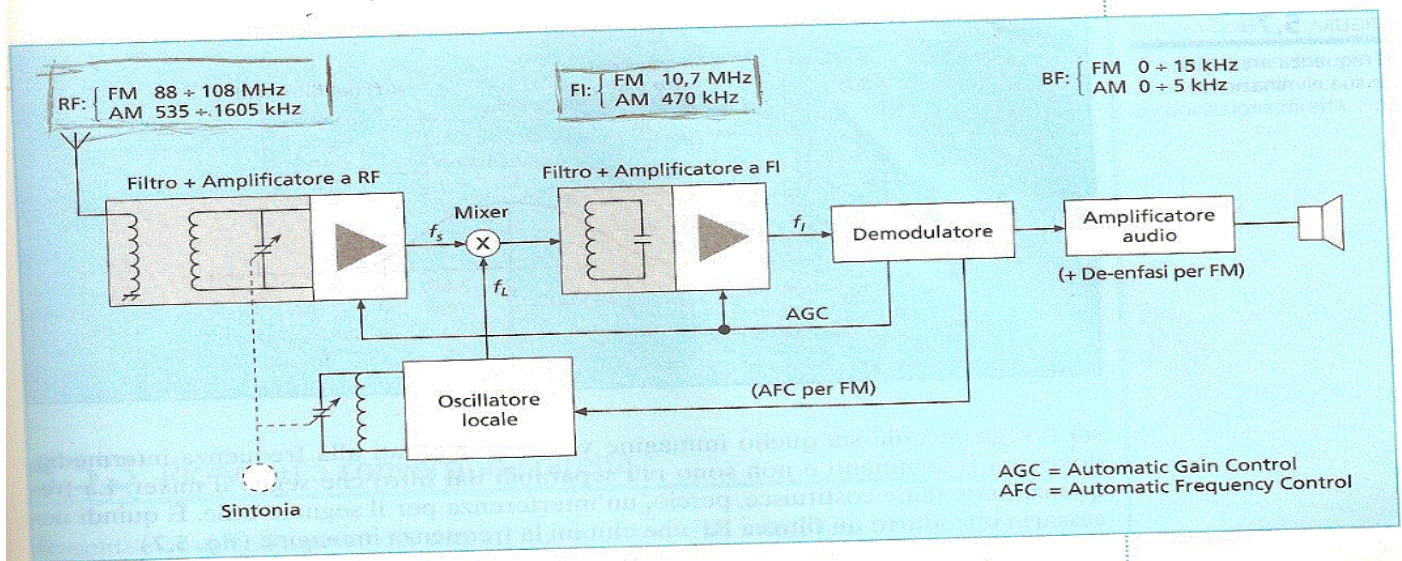 FIGURA 5.7
RF: { FM 88 ÷ 108 MHz
AM 535 ÷ 1605 kHz
FI: { FM 10,7 MHz
AM 470 kHz
BF: { FM 0 ÷ 15 kHz
AM 0 ÷ 5 kHz
Filtro + Amplificatore a RF
Mixer
Filtro + Amplificatore a FI
fS
X
fL
fI
Demodulatore
Amplificatore
audio
(+ De-enfasi per FM)
AGC
Oscillatore
locale
(AFC per FM)
Sintonia
AGC = Automatic Gain Control
AFC = Automatic Frequency Control